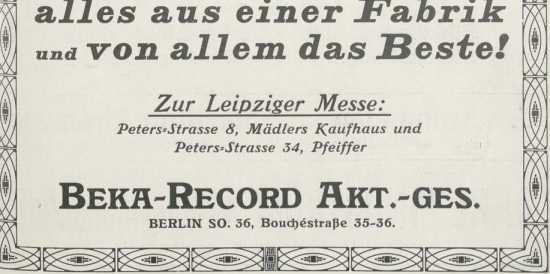 alles aus einer Fabrik
und von allem das Beste!
Zur Leipziger Messe:
Peters-Strasse 8, Mädlers Kaufhaus und
Peters-Strasse 34, Pfeiffer
BEKA-RECORD AKT.-GES.
BERLIN SO. 36, Bouchéstraße 35-36.